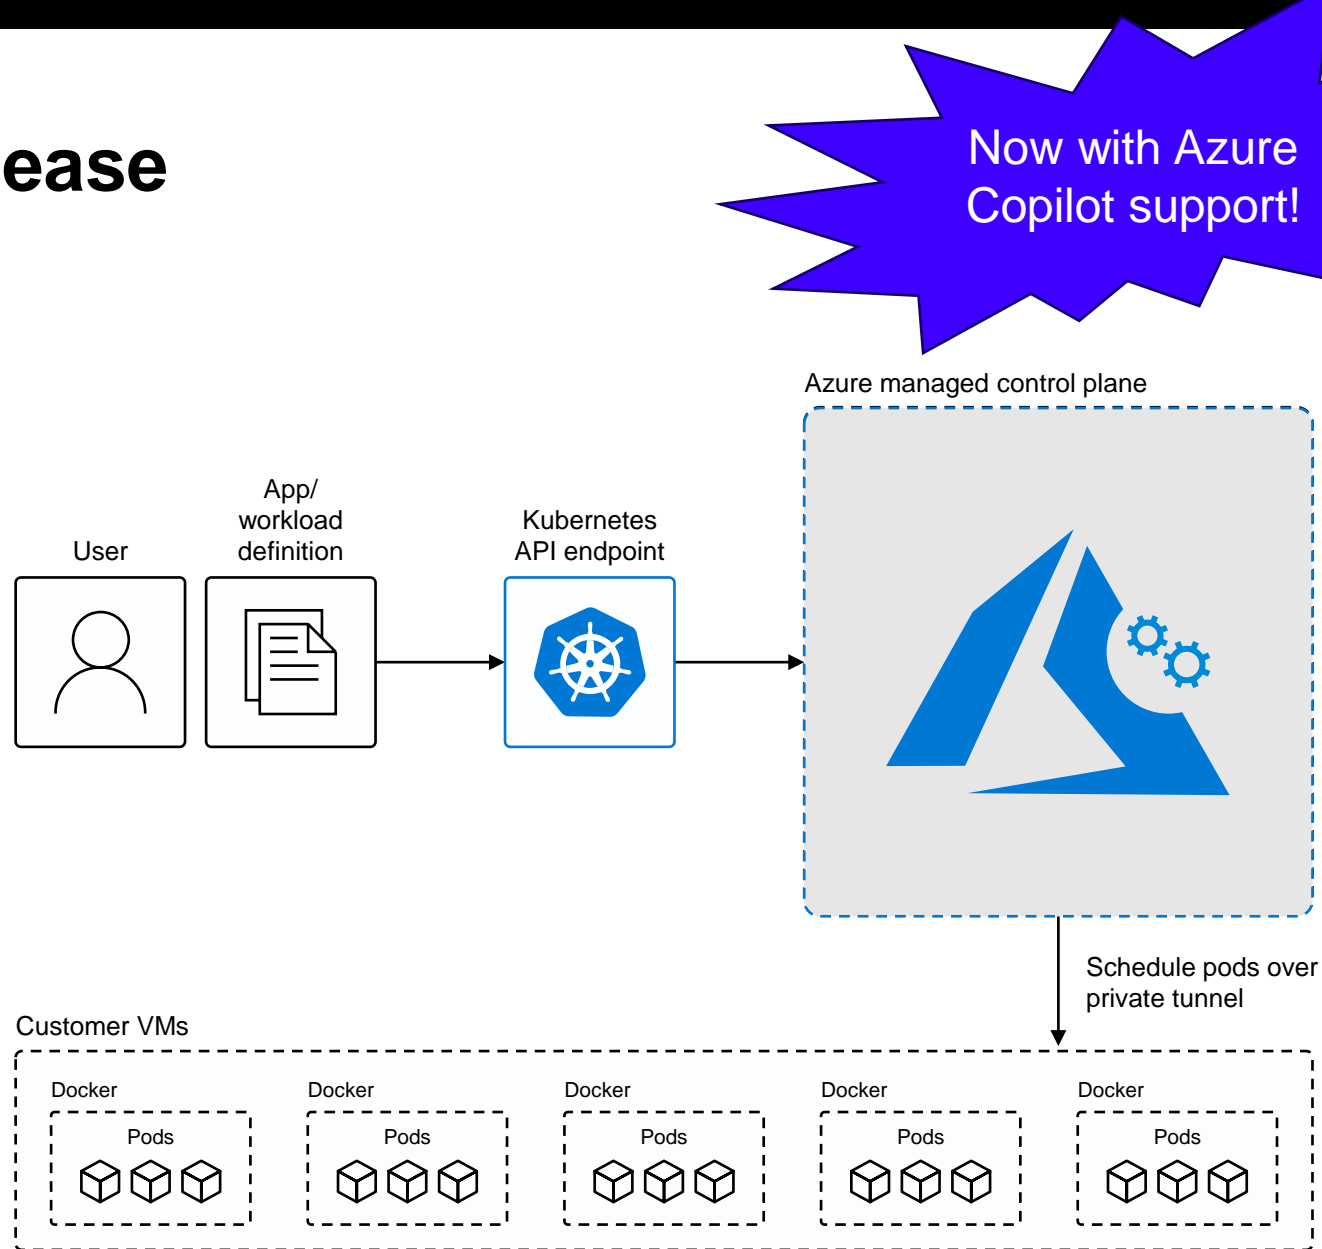 ease
Now with Azure
Copilot support!
Azure managed control plane
User
App/
workload
definition
Kubernetes
API endpoint
Schedule pods over
private tunnel
Customer VMs
Docker
Docker
Docker
Docker
Docker
Pods
Pods
Pods
Pods
Pods